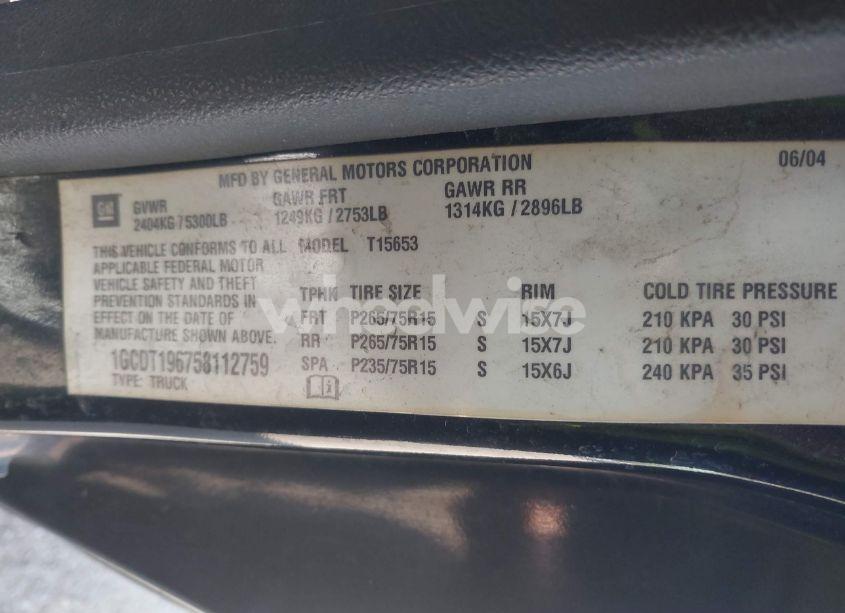 MFD BY GENERAL MOTORS CORPORATION 06/04
GM GVWR GAWR FRT GAWR RR
2404KG / 5300LB 1249KG / 2753LB 1314KG / 2896LB
THIS VEHICLE CONFORMS TO ALL MODEL T15653
APPLICABLE FEDERAL MOTOR
VEHICLE SAFETY AND THEFT
PREVENTION STANDARDS IN TPHK TIRE SIZE RIM COLD TIRE PRESSURE
EFFECT ON THE DATE OF FRT P265/75R15 S 15X7J 210 KPA 30 PSI
MANUFACTURE SHOWN ABOVE. RR P265/75R15 S 15X7J 210 KPA 30 PSI
1GCDT196758112759 SPA P235/75R15 S 15X6J 240 KPA 35 PSI
TYPE: TRUCK
wheelwise